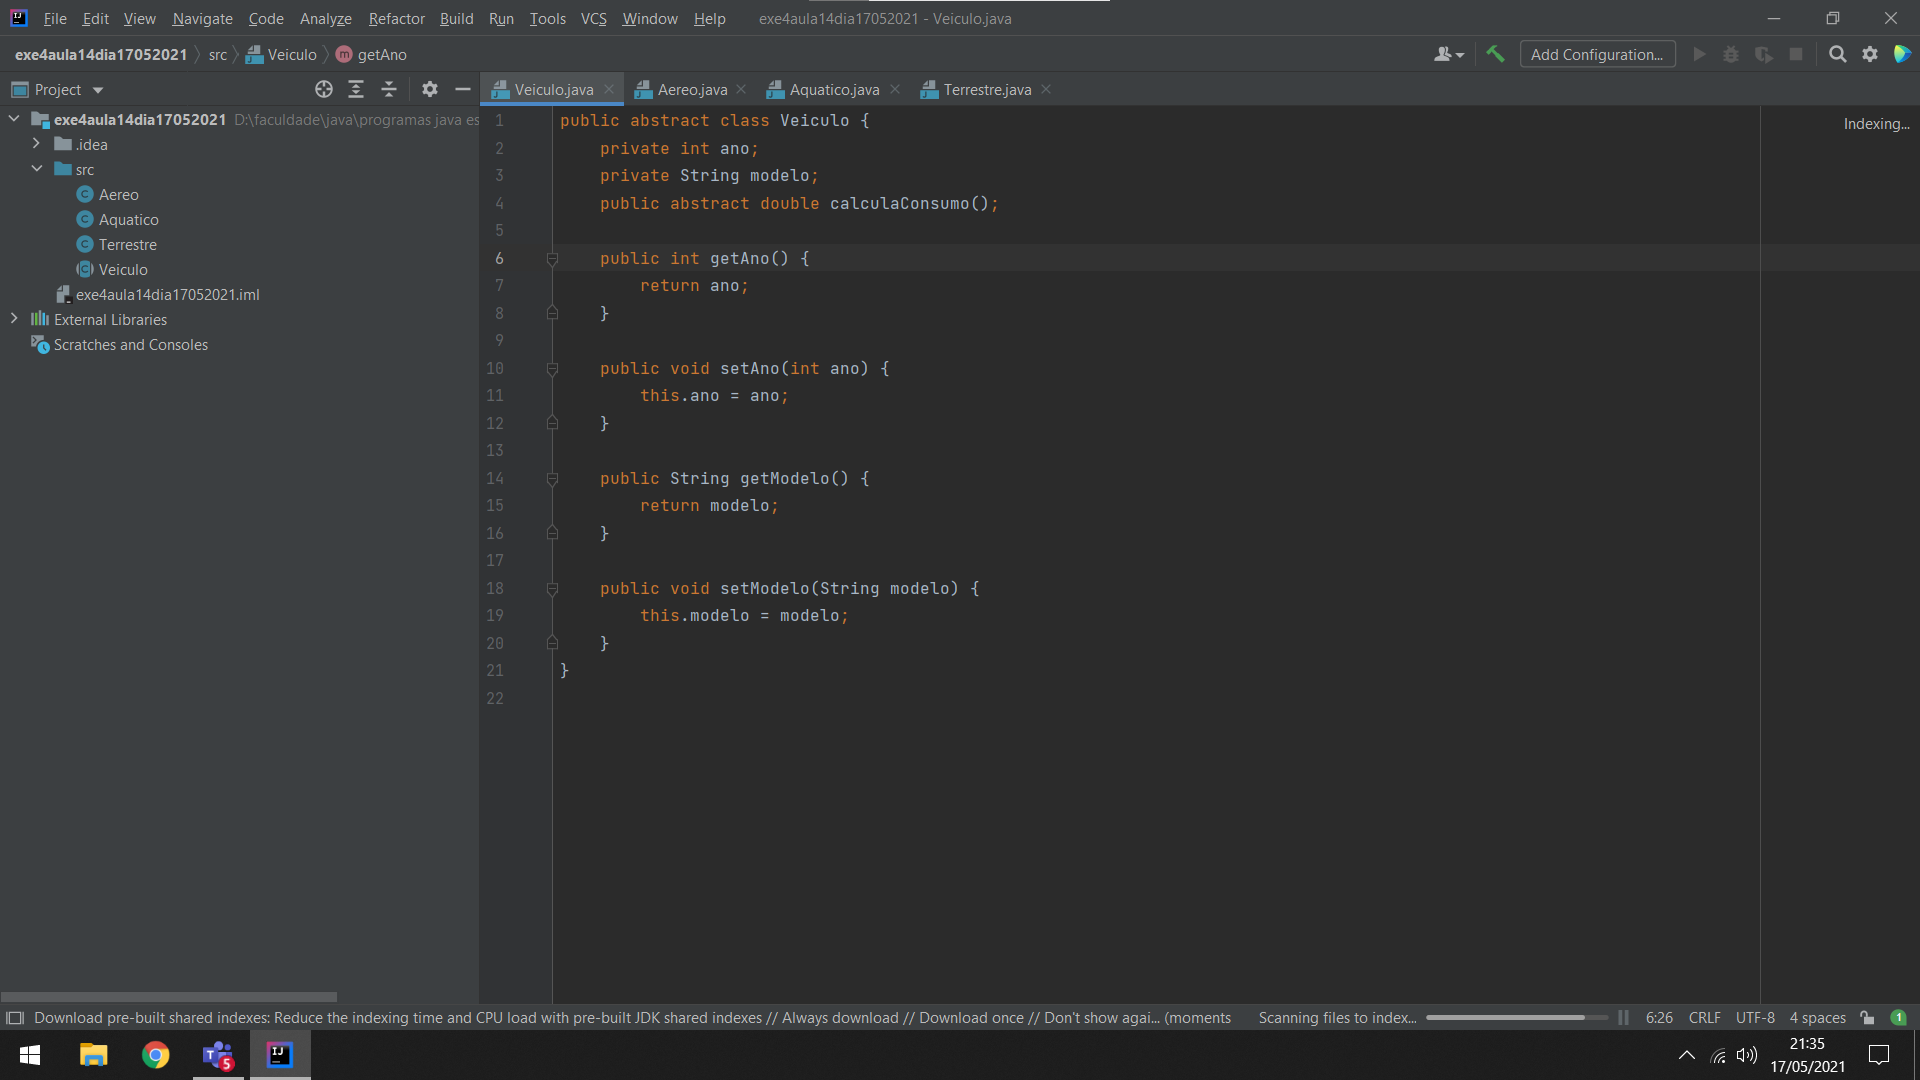 File Edit View Navigate Code Analyze Refactor Build Run Tools VCS Window Help exe4aula14dia17052021 - Veiculo.java
exe4aula14dia17052021 src Veiculo m getAno Add Configuration...
Project Veiculo.java Aereo.java Aquatico.java Terrestre.java
exe4aula14dia17052021 D:\faculdade\java\programas java es
.idea
src
C Aereo
C Aquatico
C Terrestre
C Veiculo
exe4aula14dia17052021.iml
External Libraries
Scratches and Consoles
Indexing...
1 public abstract class Veiculo {
2 private int ano;
3 private String modelo;
4 public abstract double calculaConsumo();
5
6 public int getAno() {
7 return ano;
8 }
9
10 public void setAno(int ano) {
11 this.ano = ano;
12 }
13
14 public String getModelo() {
15 return modelo;
16 }
17
18 public void setModelo(String modelo) {
19 this.modelo = modelo;
20 }
21 }
22
Download pre-built shared indexes: Reduce the indexing time and CPU load with pre-built JDK shared indexes // Always download // Download once // Don't show agai... (moments Scanning files to index... 6:26 CRLF UTF-8 4 spaces 1
T 5 IJ 21:35
17/05/2021